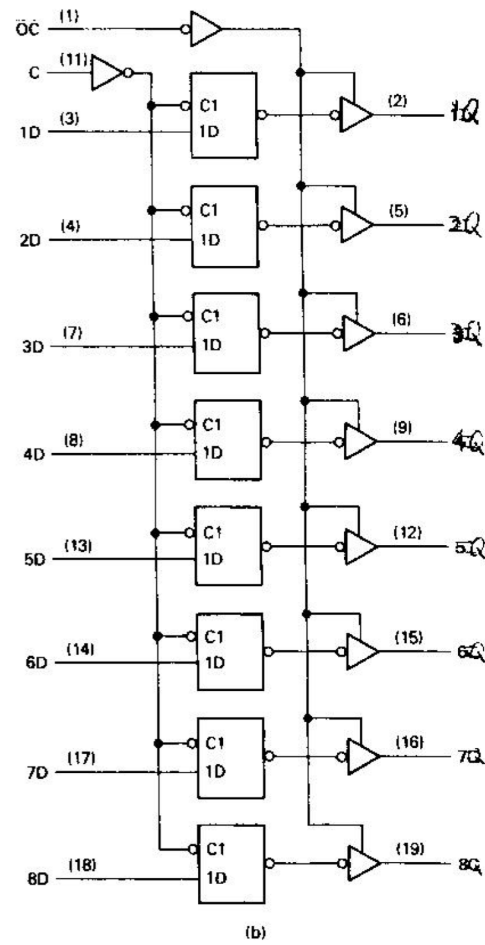 OC (1)
C (11)
C1
1D (3) 1D (2) 1Q
C1
2D (4) 1D (5) 2Q
C1
3D (7) 1D (6) 3Q
C1
4D (8) 1D (9) 4Q
C1
5D (13) 1D (12) 5Q
C1
6D (14) 1D (15) 6Q
C1
7D (17) 1D (16) 7Q
C1
8D (18) 1D (19) 8Q
(b)